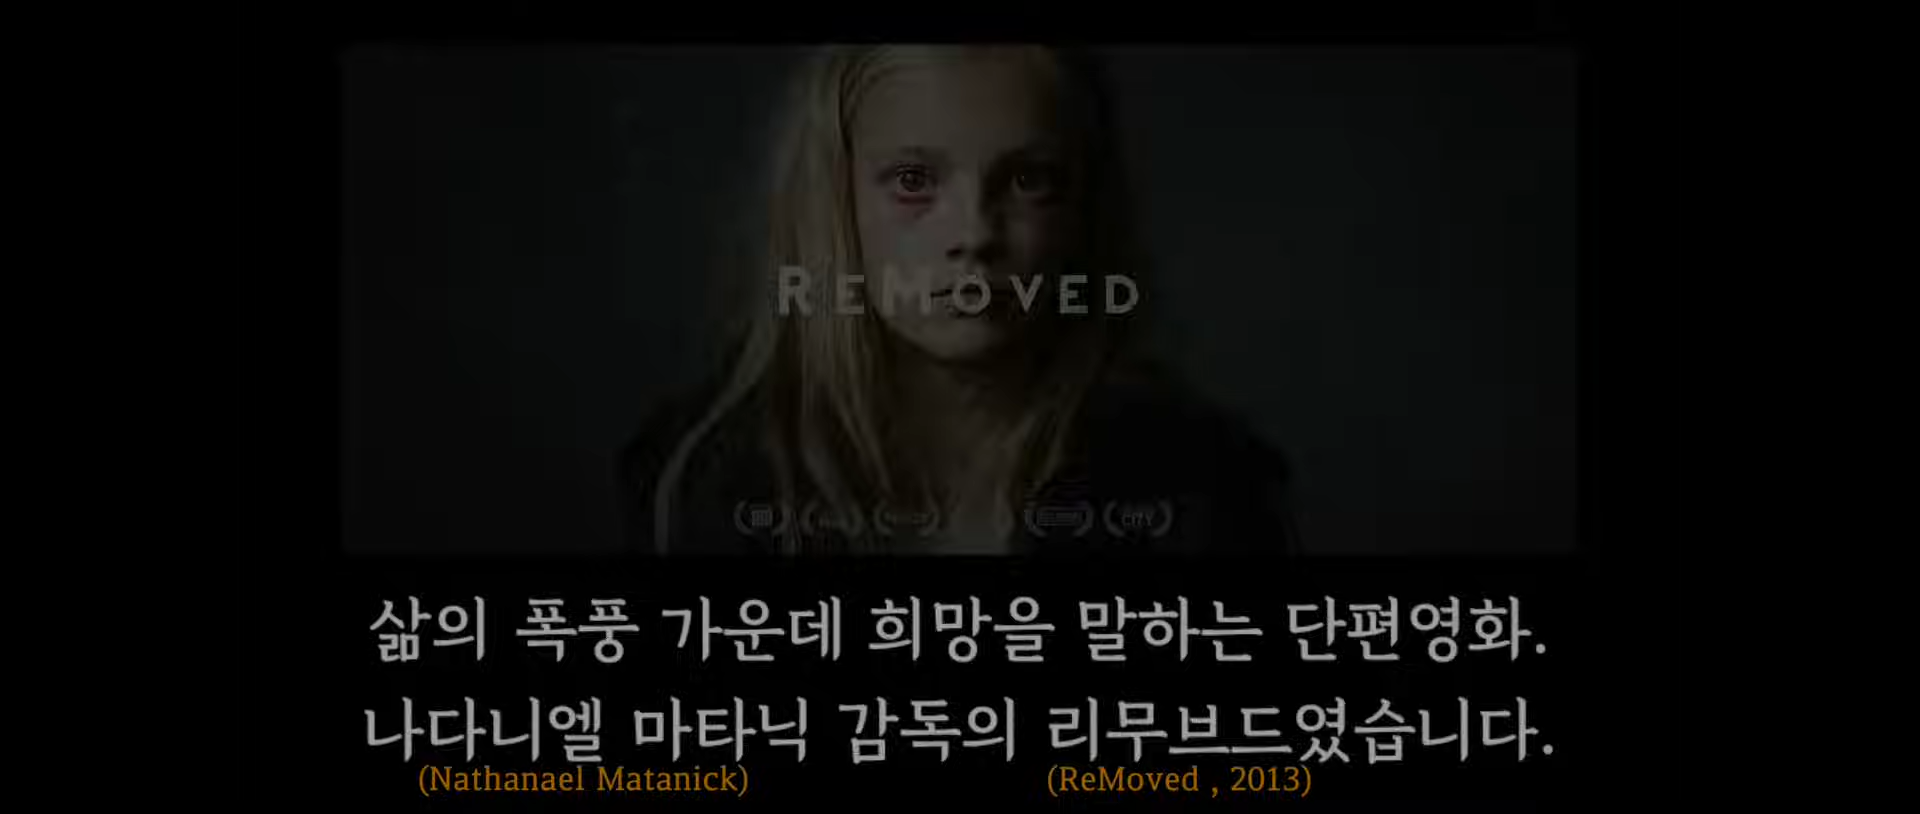 REMOVED
CITY
삶의 폭풍 가운데 희망을 말하는 단편영화.
나다니엘 마타닉 감독의 리무브드였습니다.
(Nathanael Matanick) (ReMoved , 2013)